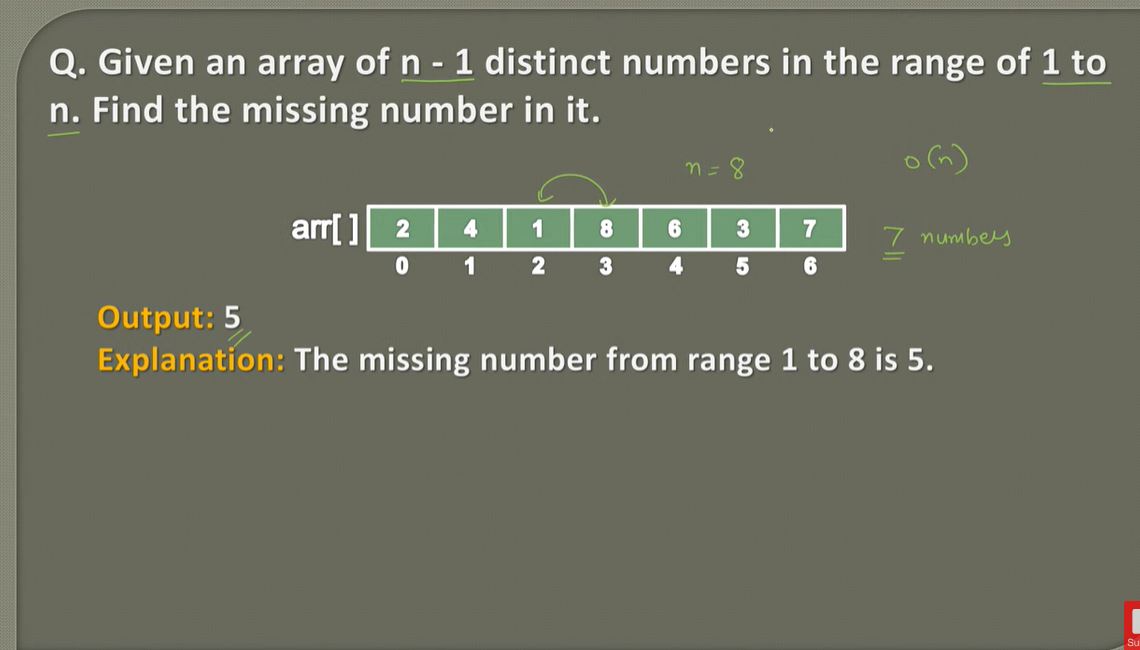 Q. Given an array of n - 1 distinct numbers in the range of 1 to
n. Find the missing number in it.
n = 8
o(n)
arr[ ] 2 4 1 8 6 3 7
7 numbers
0 1 2 3 4 5 6
Output: 5
Explanation: The missing number from range 1 to 8 is 5.